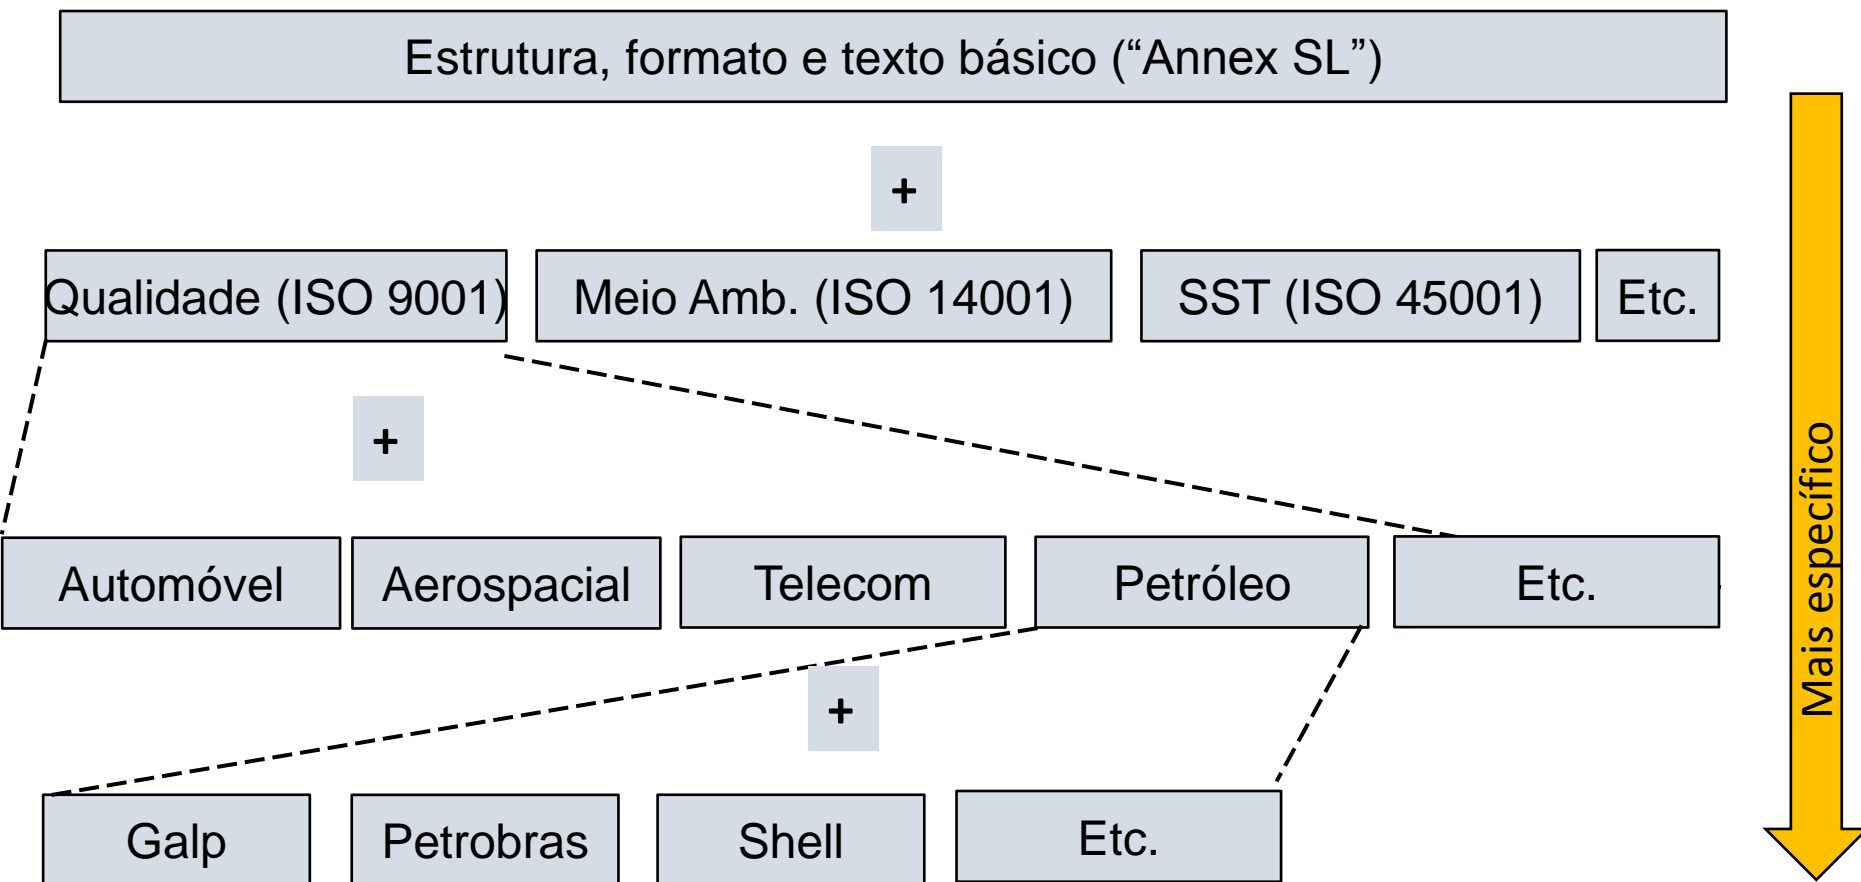 Estrutura, formato e texto básico (“Annex SL”)
+
Qualidade (ISO 9001)
Meio Amb. (ISO 14001)
SST (ISO 45001)
Etc.
+
Automóvel
Aerospacial
Telecom
Petróleo
Etc.
+
Galp
Petrobras
Shell
Etc.
Mais específico